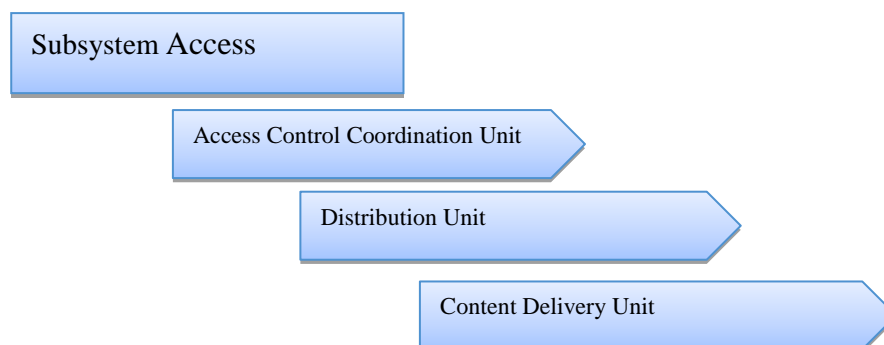 Subsystem Access
Access Control Coordination Unit
Distribution Unit
Content Delivery Unit